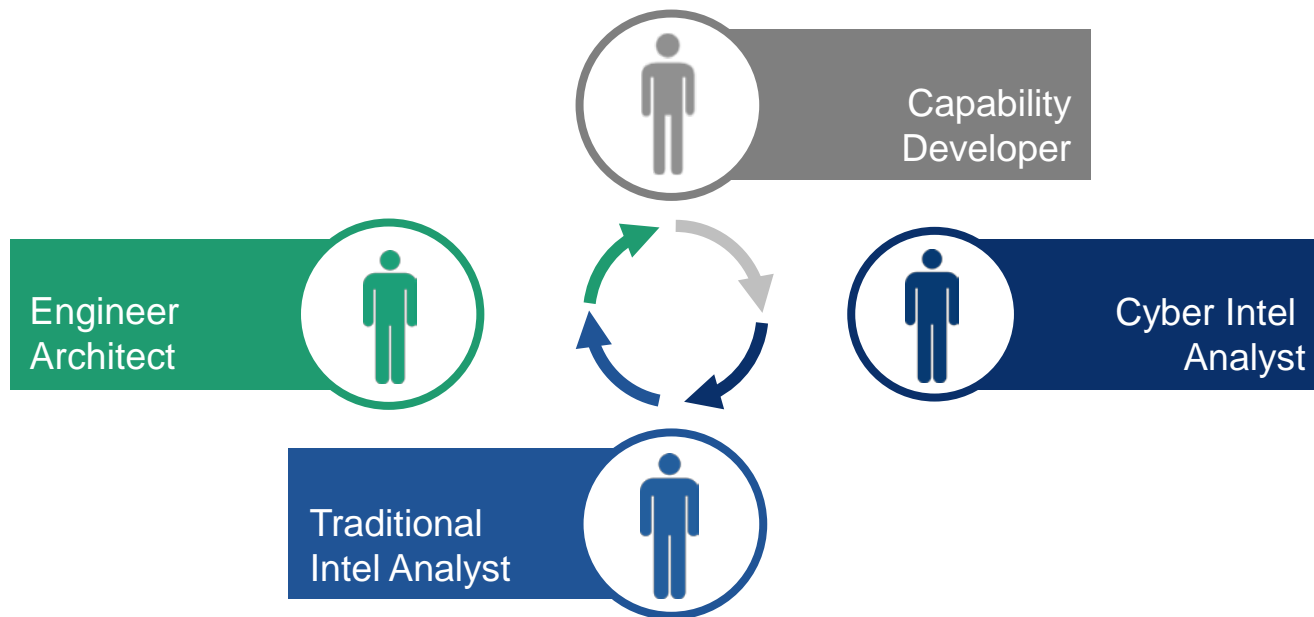 Capability
Developer
Engineer
Architect
Cyber Intel
Analyst
Traditional
Intel Analyst